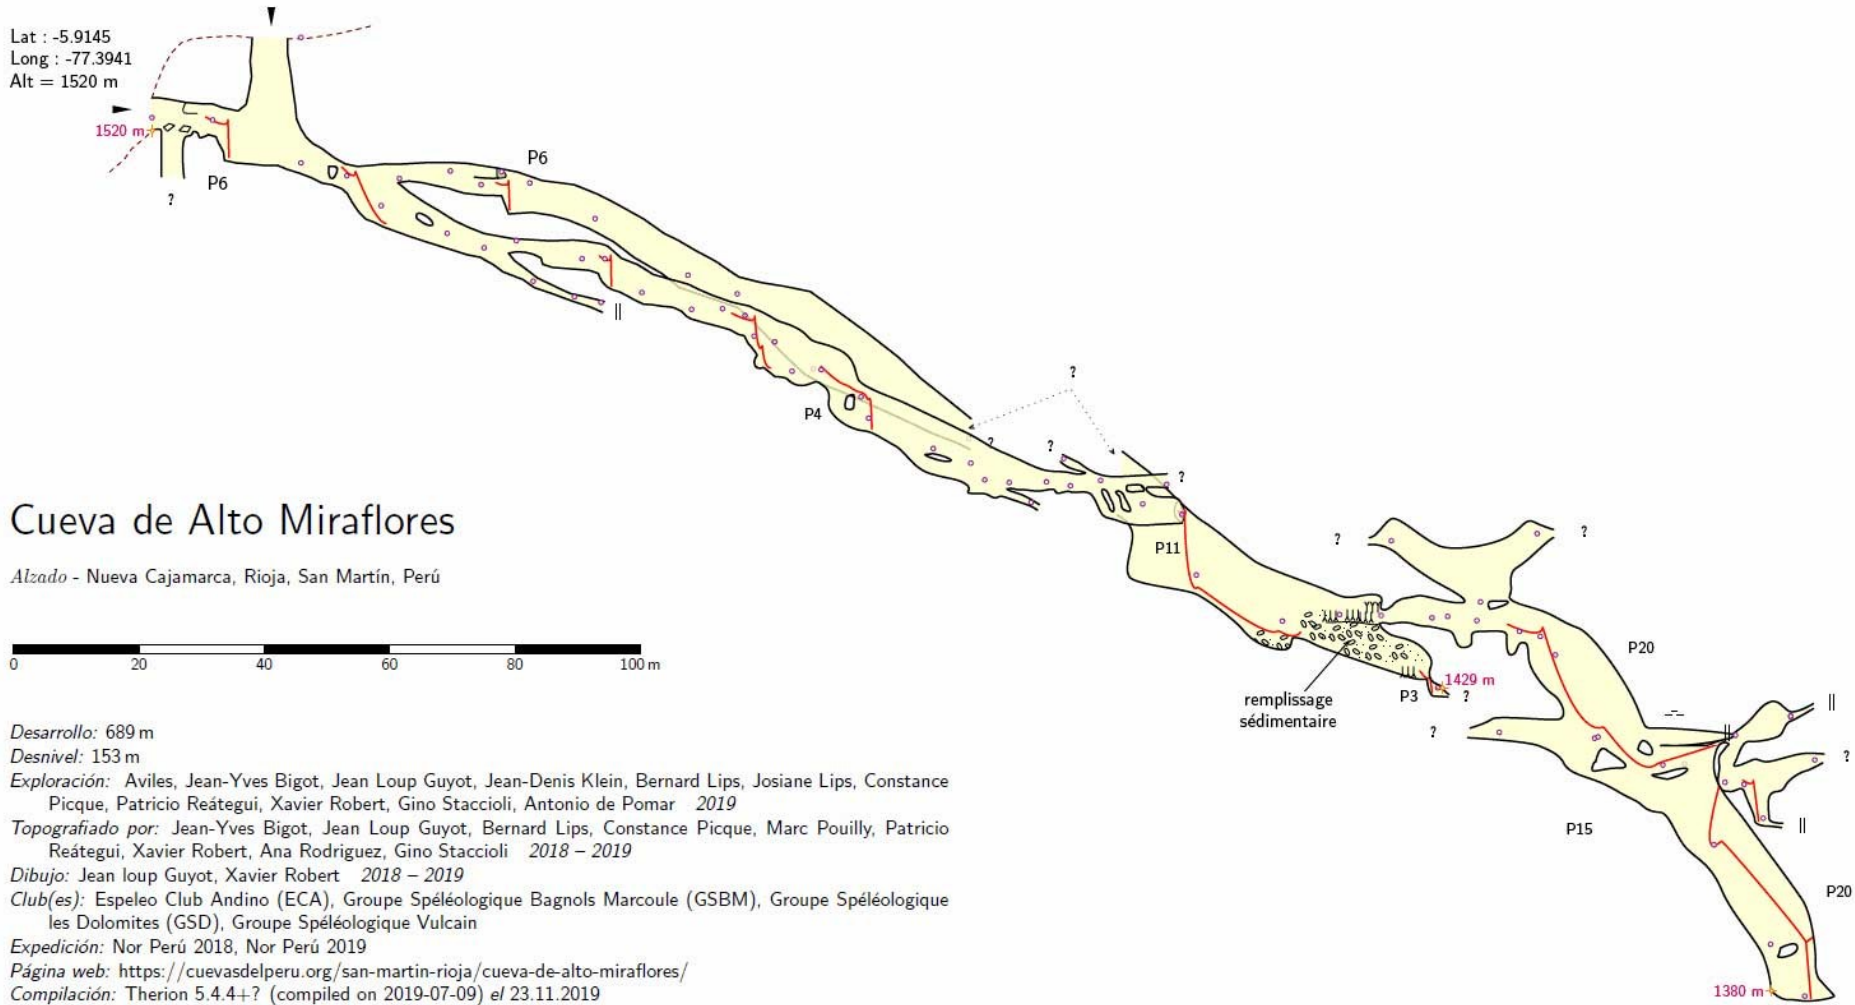 Lat : -5.9145
Long : -77.3941
Alt = 1520 m
1520 m
P6
?
P6
P4
?
?
?
?
P11
?
?
P20
remplissage
sédimentaire
P3
1429 m
?
?
?
P15
P20
1380 m
Cueva de Alto Miraflores
Alzado - Nueva Cajamarca, Rioja, San Martín, Perú
0 20 40 60 80 100 m
Desarrollo: 689 m
Desnivel: 153 m
Exploración: Aviles, Jean-Yves Bigot, Jean Loup Guyot, Jean-Denis Klein, Bernard Lips, Josiane Lips, Constance
Picque, Patricio Reátegui, Xavier Robert, Gino Staccioli, Antonio de Pomar 2019
Topografiado por: Jean-Yves Bigot, Jean Loup Guyot, Bernard Lips, Constance Picque, Marc Pouilly, Patricio
Reátegui, Xavier Robert, Ana Rodriguez, Gino Staccioli 2018 – 2019
Dibujo: Jean loup Guyot, Xavier Robert 2018 – 2019
Club(es): Espeleo Club Andino (ECA), Groupe Spéléologique Bagnols Marcoule (GSBM), Groupe Spéléologique
les Dolomites (GSD), Groupe Spéléologique Vulcain
Expedición: Nor Perú 2018, Nor Perú 2019
Página web: https://cuevasdelperu.org/san-martin-rioja/cueva-de-alto-miraflores/
Compilación: Therion 5.4.4+? (compiled on 2019-07-09) el 23.11.2019